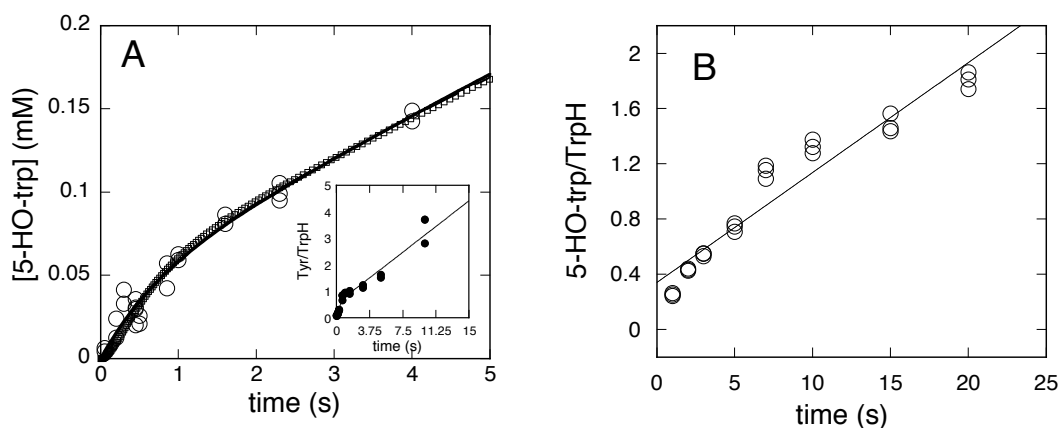 A
[5-HO-trp] (mM)
0.2
0.15
0.1
0.05
0
0 1 2 3 4 5
time (s)
Tyr/TrpH
5
4
3
2
1
0
0 3.75 7.5 11.25 15
time (s)
B
5-HO-trp/TrpH
2
1.6
1.2
0.8
0.4
0
0 5 10 15 20 25
time (s)